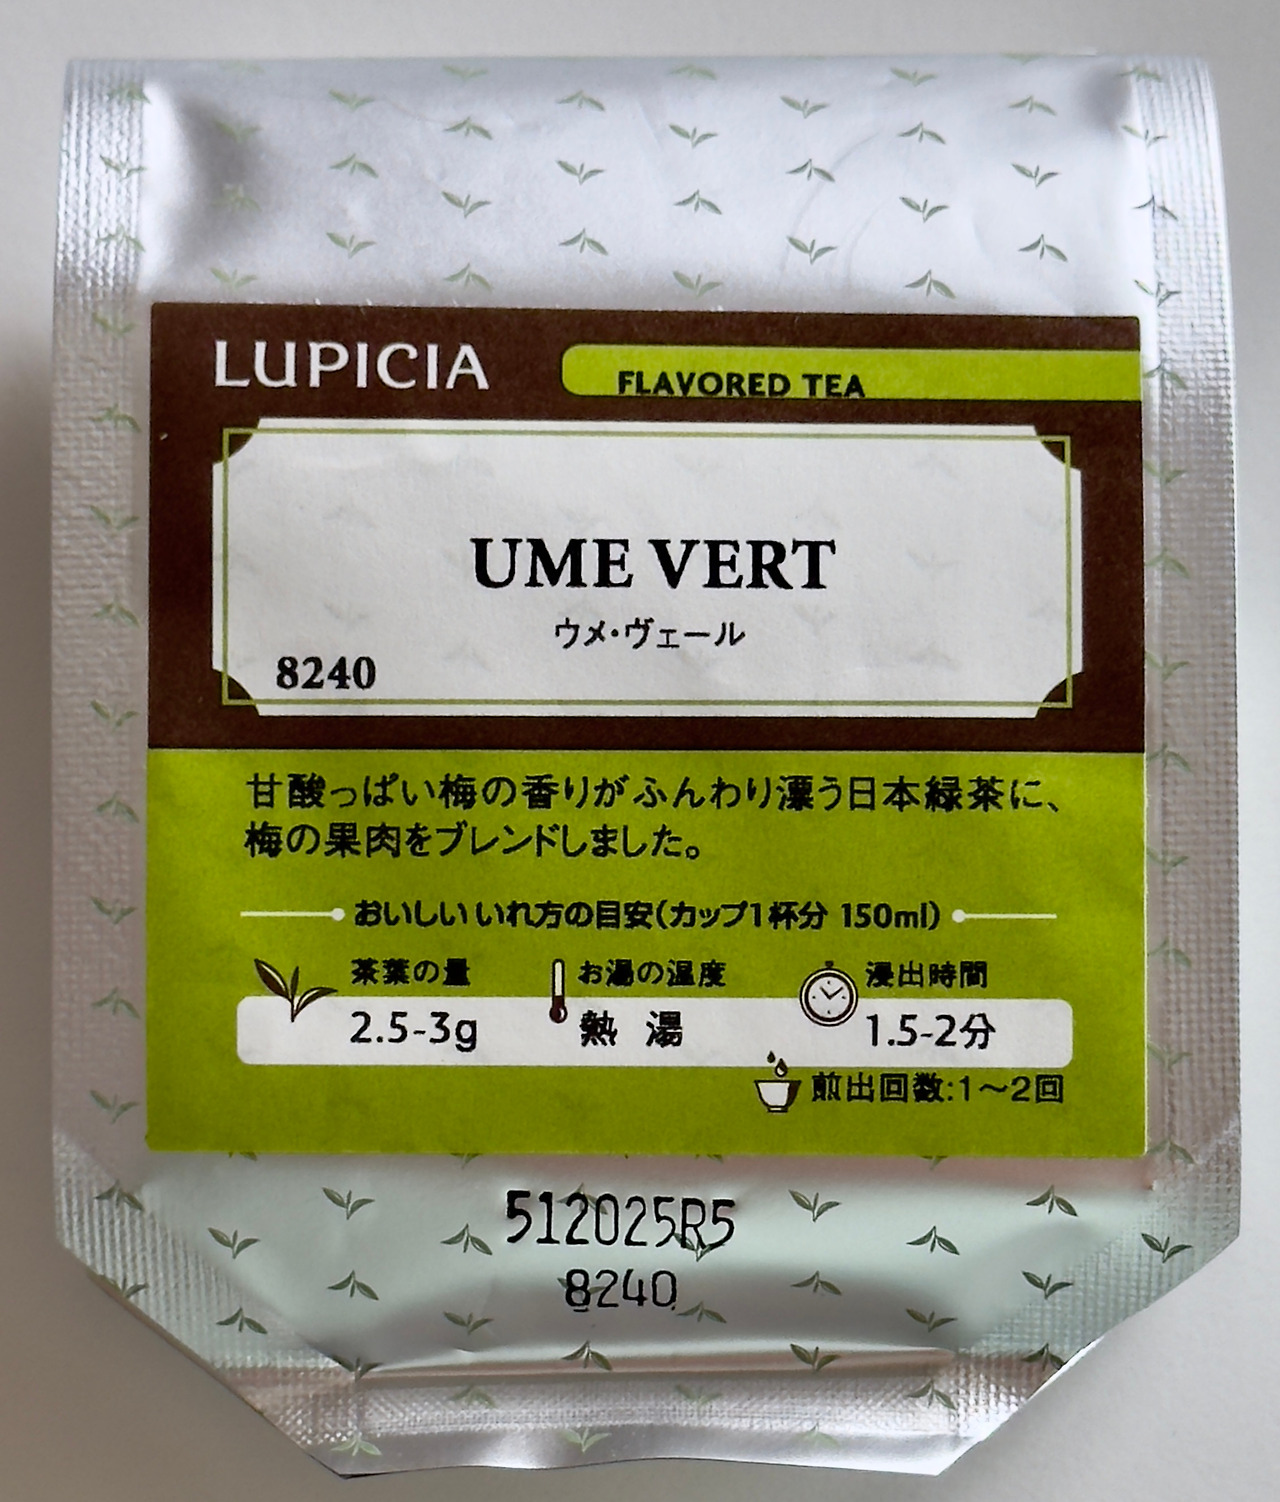 LUPICIA
FLAVORED TEA
UME VERT
ウメ・ヴェール
8240
甘酸っぱい梅の香りがふんわり漂う日本緑茶に、
梅の果肉をブレンドしました。
おいしいいれ方の目安(カップ1杯分 150ml)
茶葉の量 お湯の温度 浸出時間
2.5-3g 熱 湯 1.5-2分
煎出回数:1〜2回
512025R5
8240